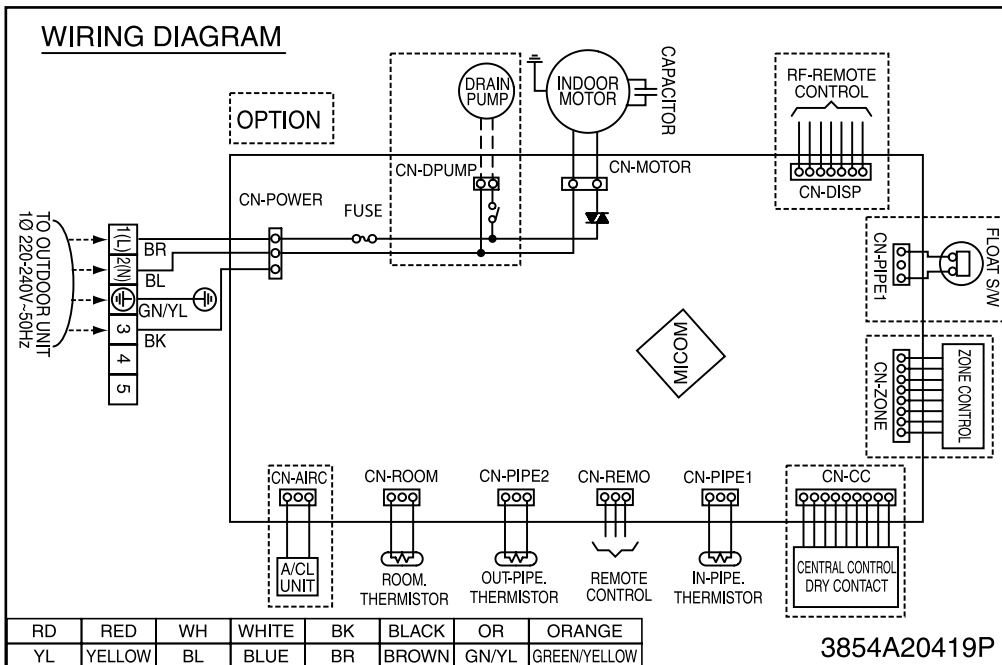 WIRING DIAGRAM
OPTION
DRAIN
PUMP
INDOOR
MOTOR
CAPACITOR
RF-REMOTE
CONTROL
CN-DPUMP
CN-MOTOR
CN-DISP
CN-POWER
FUSE
TO OUTDOOR UNIT
1Ø 220-240V~50Hz
1(L)
BR
2(N)
BL
GN/YL
3
BK
4
5
CN-PIPE1
FLOAT S/W
MICOM
CN-ZONE
ZONE CONTROL
CN-AIRC
CN-ROOM
CN-PIPE2
CN-REMO
CN-PIPE1
CN-CC
A/CL
UNIT
ROOM.
THERMISTOR
OUT-PIPE.
THERMISTOR
REMOTE
CONTROL
IN-PIPE.
THERMISTOR
CENTRAL CONTROL
DRY CONTACT
RD RED WH WHITE BK BLACK OR ORANGE
YL YELLOW BL BLUE BR BROWN GN/YL GREEN/YELLOW
3854A20419P